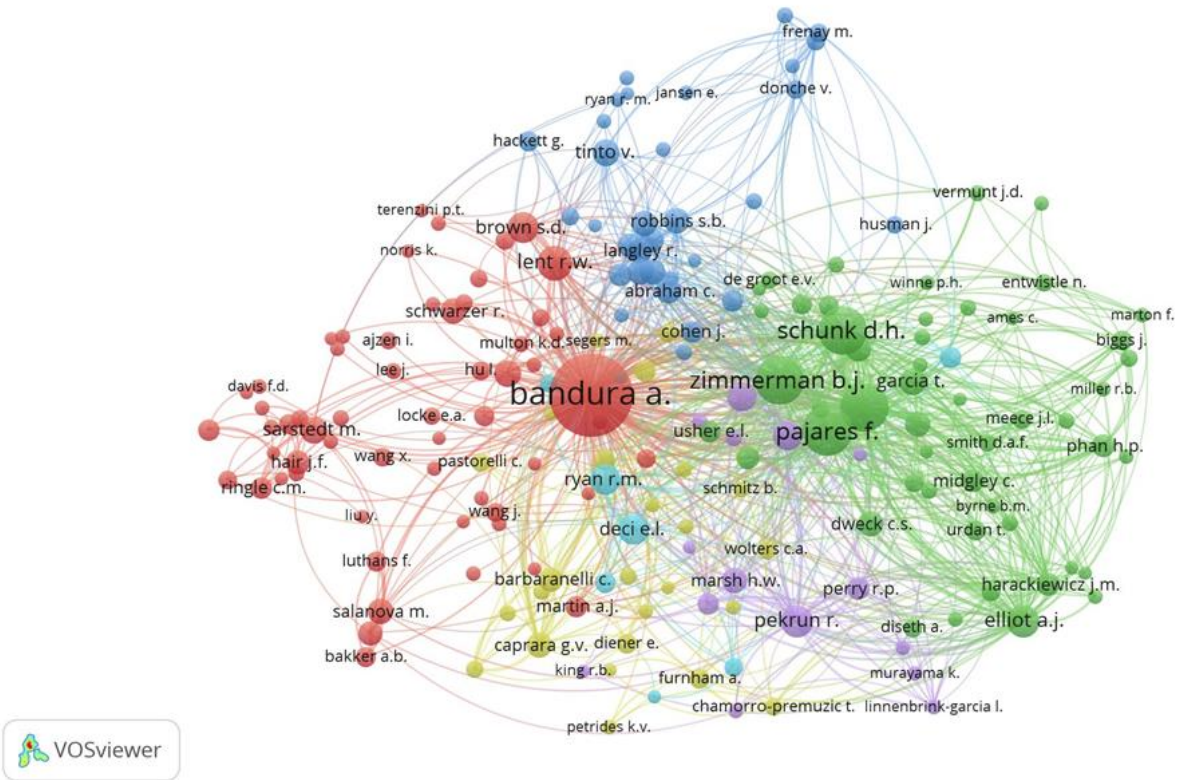 frenay m.
donche v.
ryan r. m.
jansen e.
hackett g.
tinto v.
vermunt j.d.
terenzini p.t.
brown s.d.
robbins s.b.
husman j.
norris k.
lent r.w.
langley r.
de groot e.v.
winne p.h.
entwistle n.
abraham c.
schwarzer r.
ames c.
marton f.
cohen j.
schunk d.h.
ajzen i.
multon k.d.
segers m.
biggs j.
lee j.
hu l.
davis f.d.
bandura a.
zimmerman b.j.
garcia t.
miller r.b.
locke e.a.
meece j.l.
sarstedt m.
usher e.l.
pajares f.
smith d.a.f.
phan h.p.
hair j.f.
wang x.
pastorelli c.
ringle c.m.
ryan r.m.
schmitz b.
midgley c.
liu y.
wang j.
byrne b.m.
deci e.l.
dweck c.s.
urdan t.
wolters c.a.
luthans f.
barbaranelli c.
marsh h.w.
perry r.p.
harackiewicz j.m.
salanova m.
martin a.j.
pekrun r.
diseth a.
elliot a.j.
bakker a.b.
caprara g.v.
diener e.
king r.b.
furnham a.
murayama k.
chamorro-premuzic t.
linnenbrink-garcia l.
petrides k.v.
VOSviewer